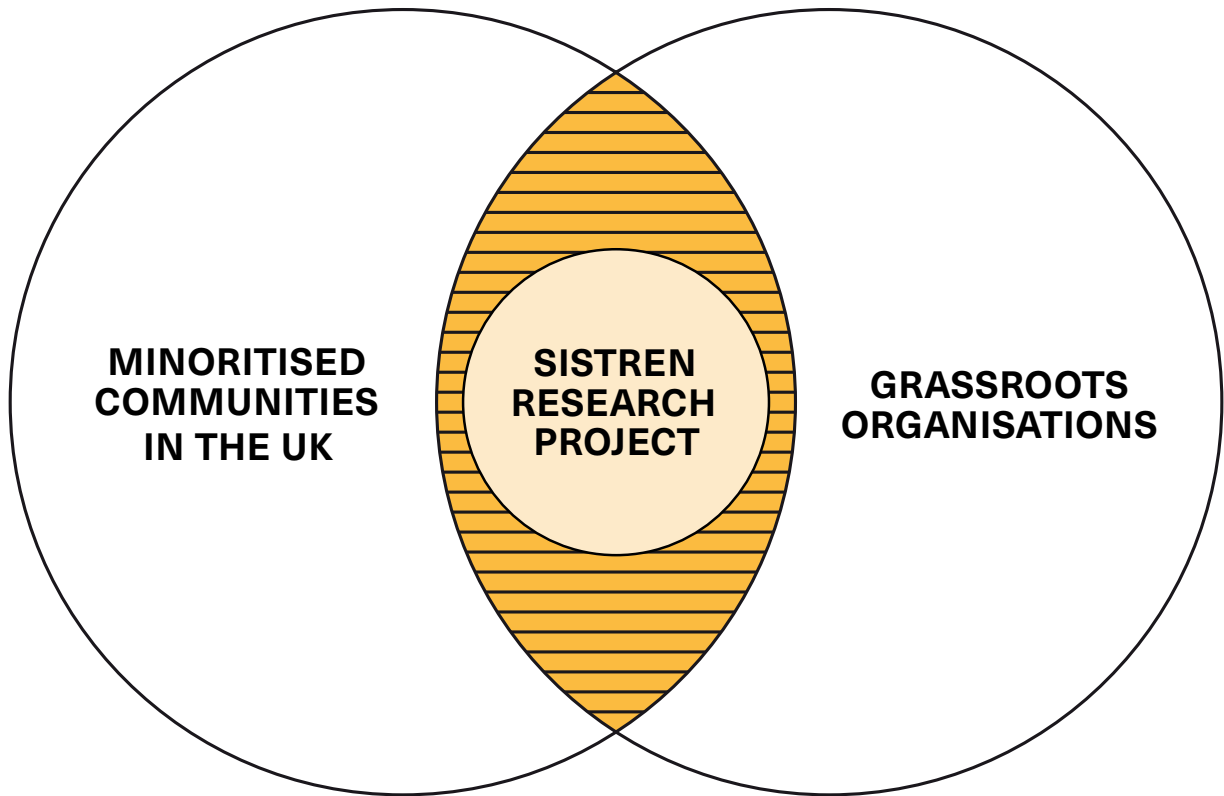 MINORITISED
COMMUNITIES
IN THE UK
SISTREN
RESEARCH
PROJECT
GRASSROOTS
ORGANISATIONS